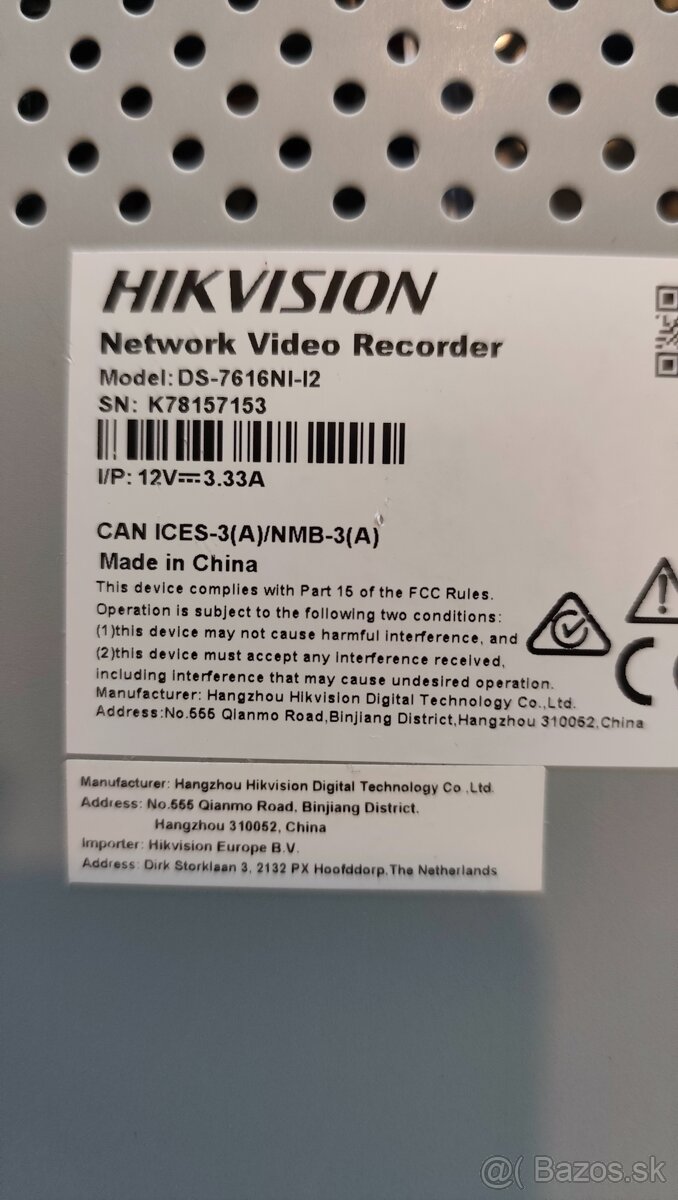 HIKVISION
Network Video Recorder
Model: DS-7616NI-I2
SN: K78157153
I/P: 12V⎓3.33A
CAN ICES-3(A)/NMB-3(A)
Made in China
This device complies with Part 15 of the FCC Rules.
Operation is subject to the following two conditions:
(1)this device may not cause harmful interference, and
(2)this device must accept any interference received,
including interference that may cause undesired operation.
Manufacturer: Hangzhou Hikvision Digital Technology Co.,Ltd.
Address:No.555 Qianmo Road,Binjiang District,Hangzhou 310052,China
Manufacturer: Hangzhou Hikvision Digital Technology Co.,Ltd.
Address: No.555 Qianmo Road, Binjiang District.
Hangzhou 310052, China
Importer: Hikvision Europe B.V.
Address: Dirk Storklaan 3, 2132 PX Hoofddorp,The Netherlands
@( Bazos.sk